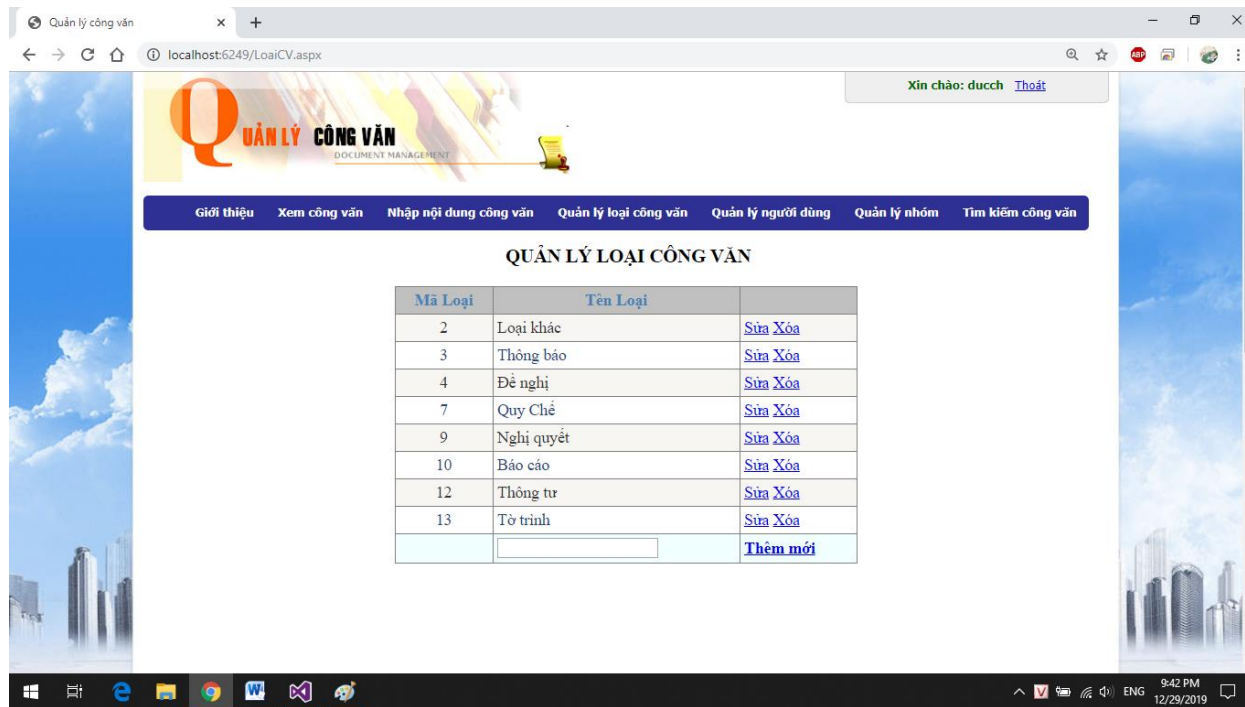 Quản lý công văn
localhost:6249/LoaiCV.aspx
ABP
Xin chào: ducch Thoát
QUẢN LÝ CÔNG VĂN
DOCUMENT MANAGEMENT
Giới thiệu Xem công văn Nhập nội dung công văn Quản lý loại công văn Quản lý người dùng Quản lý nhóm Tìm kiếm công văn
QUẢN LÝ LOẠI CÔNG VĂN
Mã Loại Tên Loại
2 Loại khác Sửa Xóa
3 Thông báo Sửa Xóa
4 Đề nghị Sửa Xóa
7 Quy Chế Sửa Xóa
9 Nghị quyết Sửa Xóa
10 Báo cáo Sửa Xóa
12 Thông tư Sửa Xóa
13 Tờ trình Sửa Xóa
Thêm mới
ENG
9:42 PM
12/29/2019